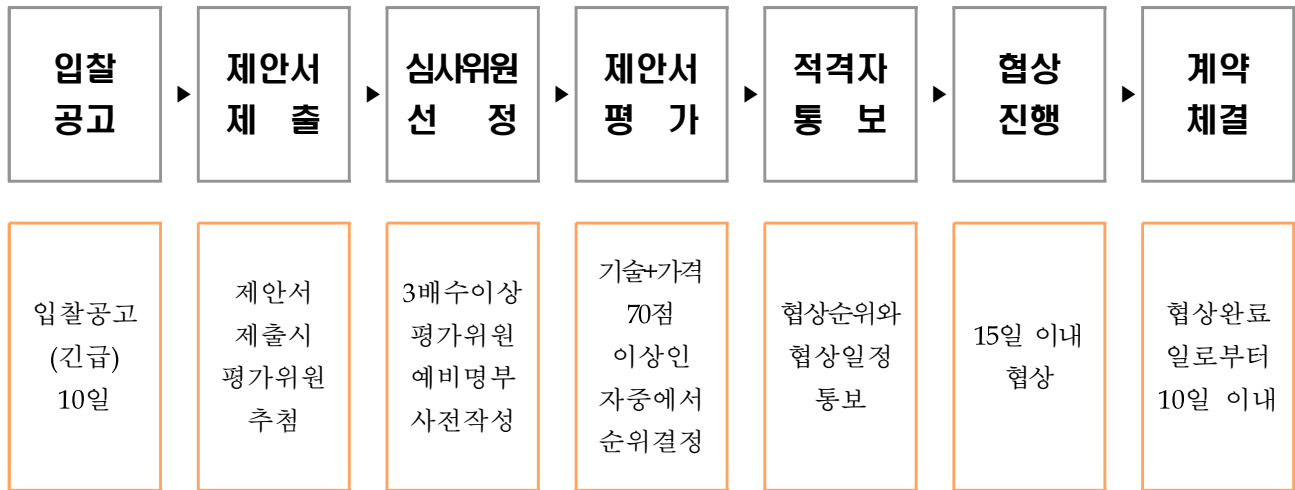 입찰
공고
제안서
제 출
심사위원
선 정
제안서
평 가
적격자
통 보
협상
진행
계약
체결
입찰공고
(긴급)
10일
제안서
제출시
평가위원
추첨
3배수이상
평가위원
예비명부
사전작성
기술+가격
70점
이상인
자중에서
순위결정
협상순위와
협상일정
통보
15일 이내
협상
협상완료
일로부터
10일 이내